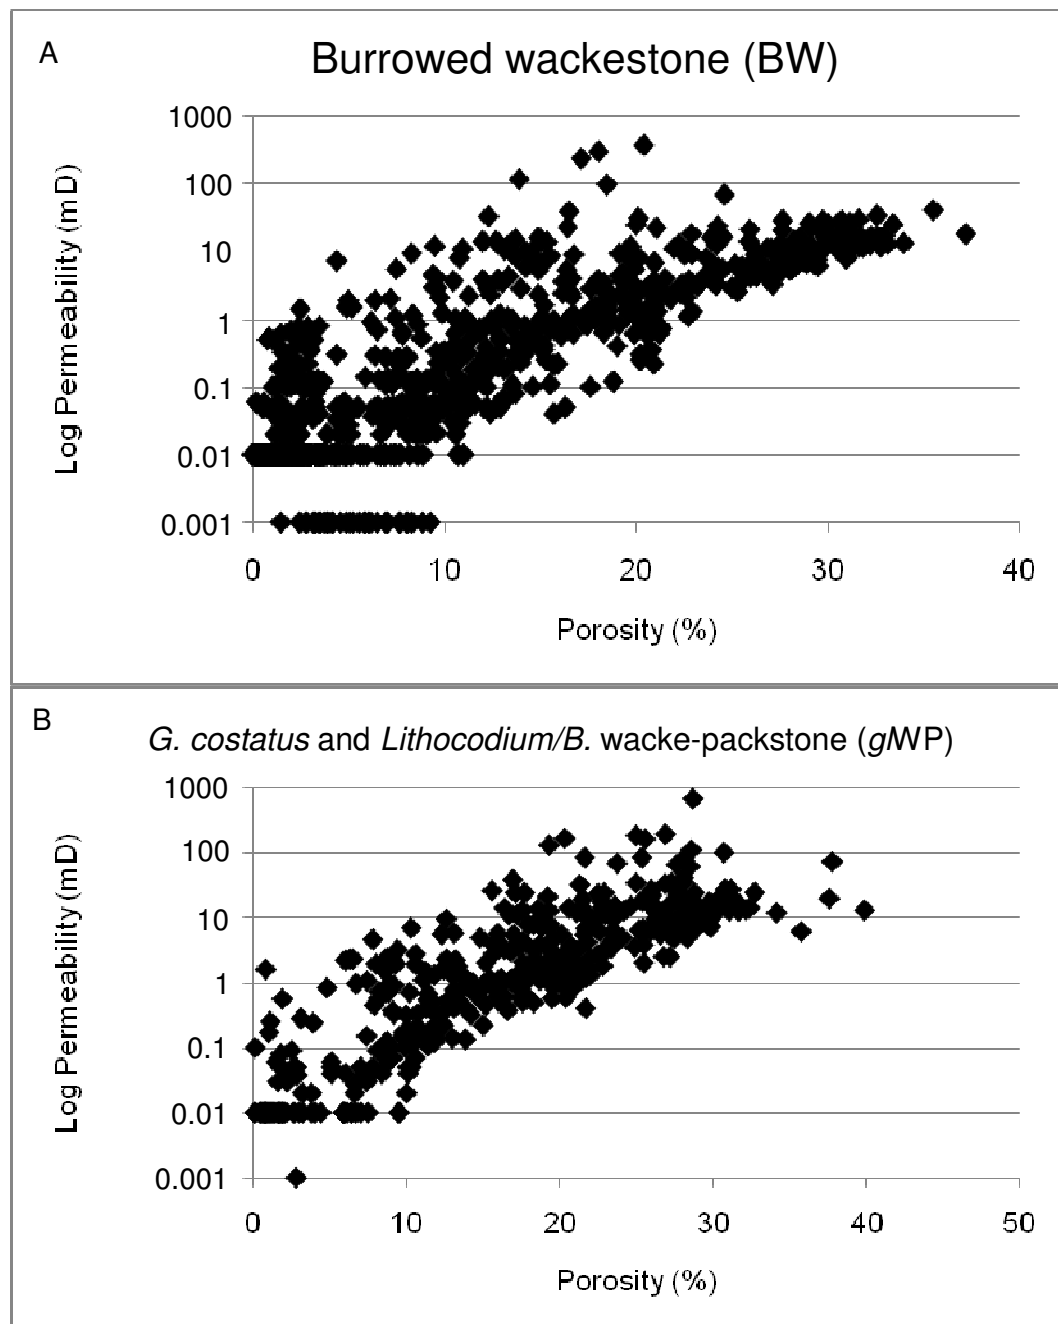 A
Burrowed wackestone (BW)
1000
100
10
1
0.1
0.01
0.001
Log Permeability (mD)
0 10 20 30 40
Porosity (%)
B
G. costatus and Lithocodium/B. wacke-packstone (glWP)
1000
100
10
1
0.1
0.01
0.001
Log Permeability (mD)
0 10 20 30 40 50
Porosity (%)